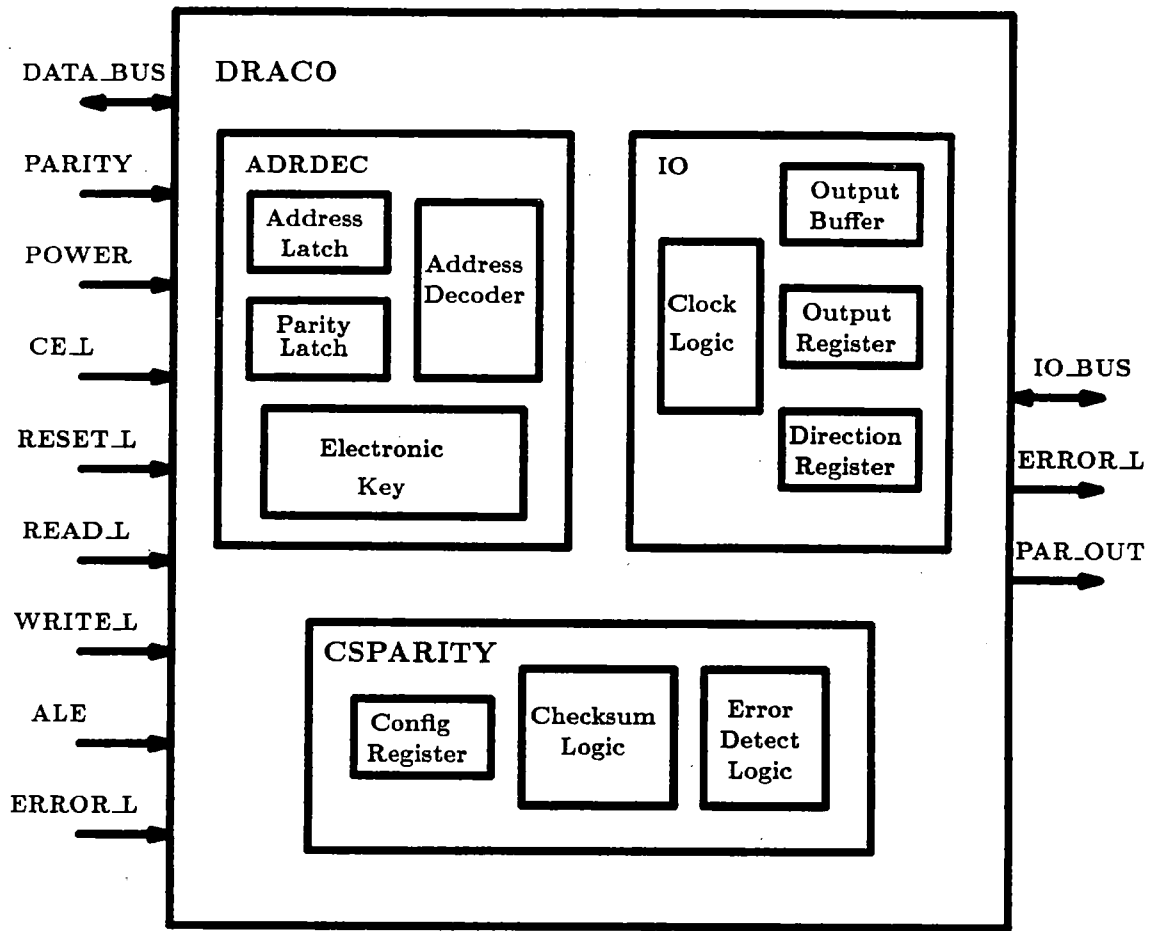 DRACO
DATA_BUS
PARITY
POWER
CE_L
RESET_L
READ_L
WRITE_L
ALE
ERROR_L
ADRDEC
Address
Latch
Parity
Latch
Address
Decoder
Electronic
Key
IO
Clock
Logic
Output
Buffer
Output
Register
Direction
Register
CSPARITY
Config
Register
Checksum
Logic
Error
Detect
Logic
IO_BUS
ERROR_L
PAR_OUT